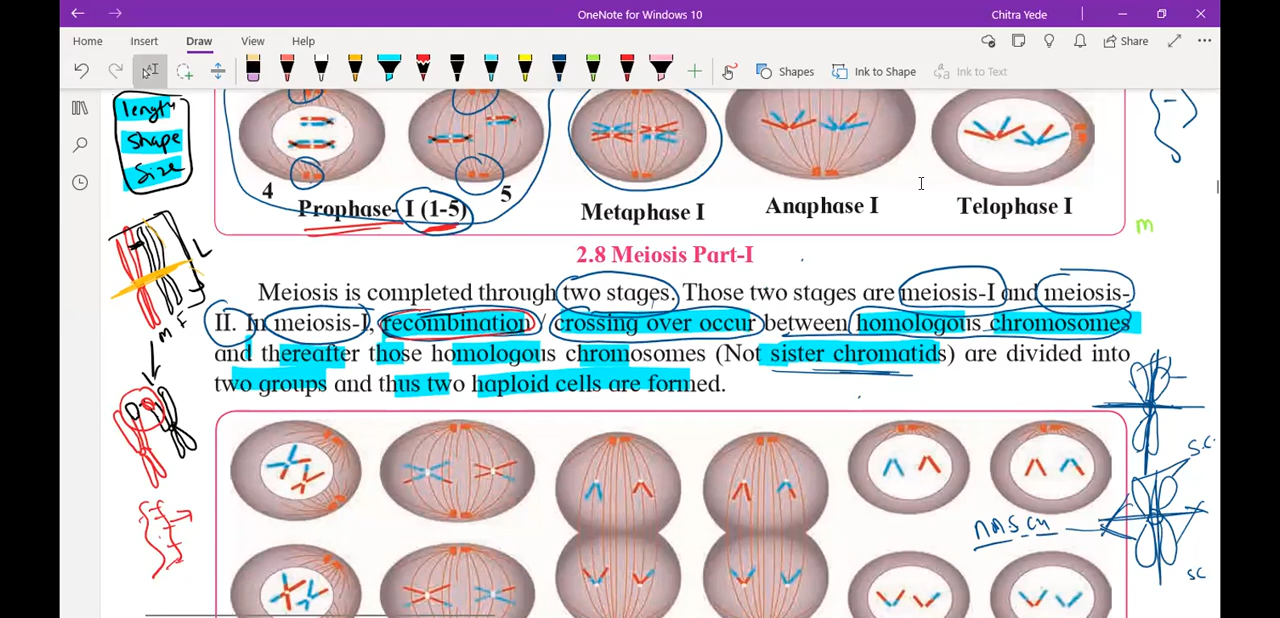 OneNote for Windows 10
Chitra Yede
Home Insert Draw View Help
Share
Shapes
Ink to Shape
Ink to Text
length
Shape
Size
4
5
Prophase- I (1-5)
Metaphase I
Anaphase I
Telophase I
m
2.8 Meiosis Part-I
Meiosis is completed through two stages. Those two stages are meiosis-I and meiosis-
II. In meiosis-I, recombination / crossing over occur between homologous chromosomes
and thereafter those homologous chromosomes (Not sister chromatids) are divided into
two groups and thus two haploid cells are formed.
S.C.
SC